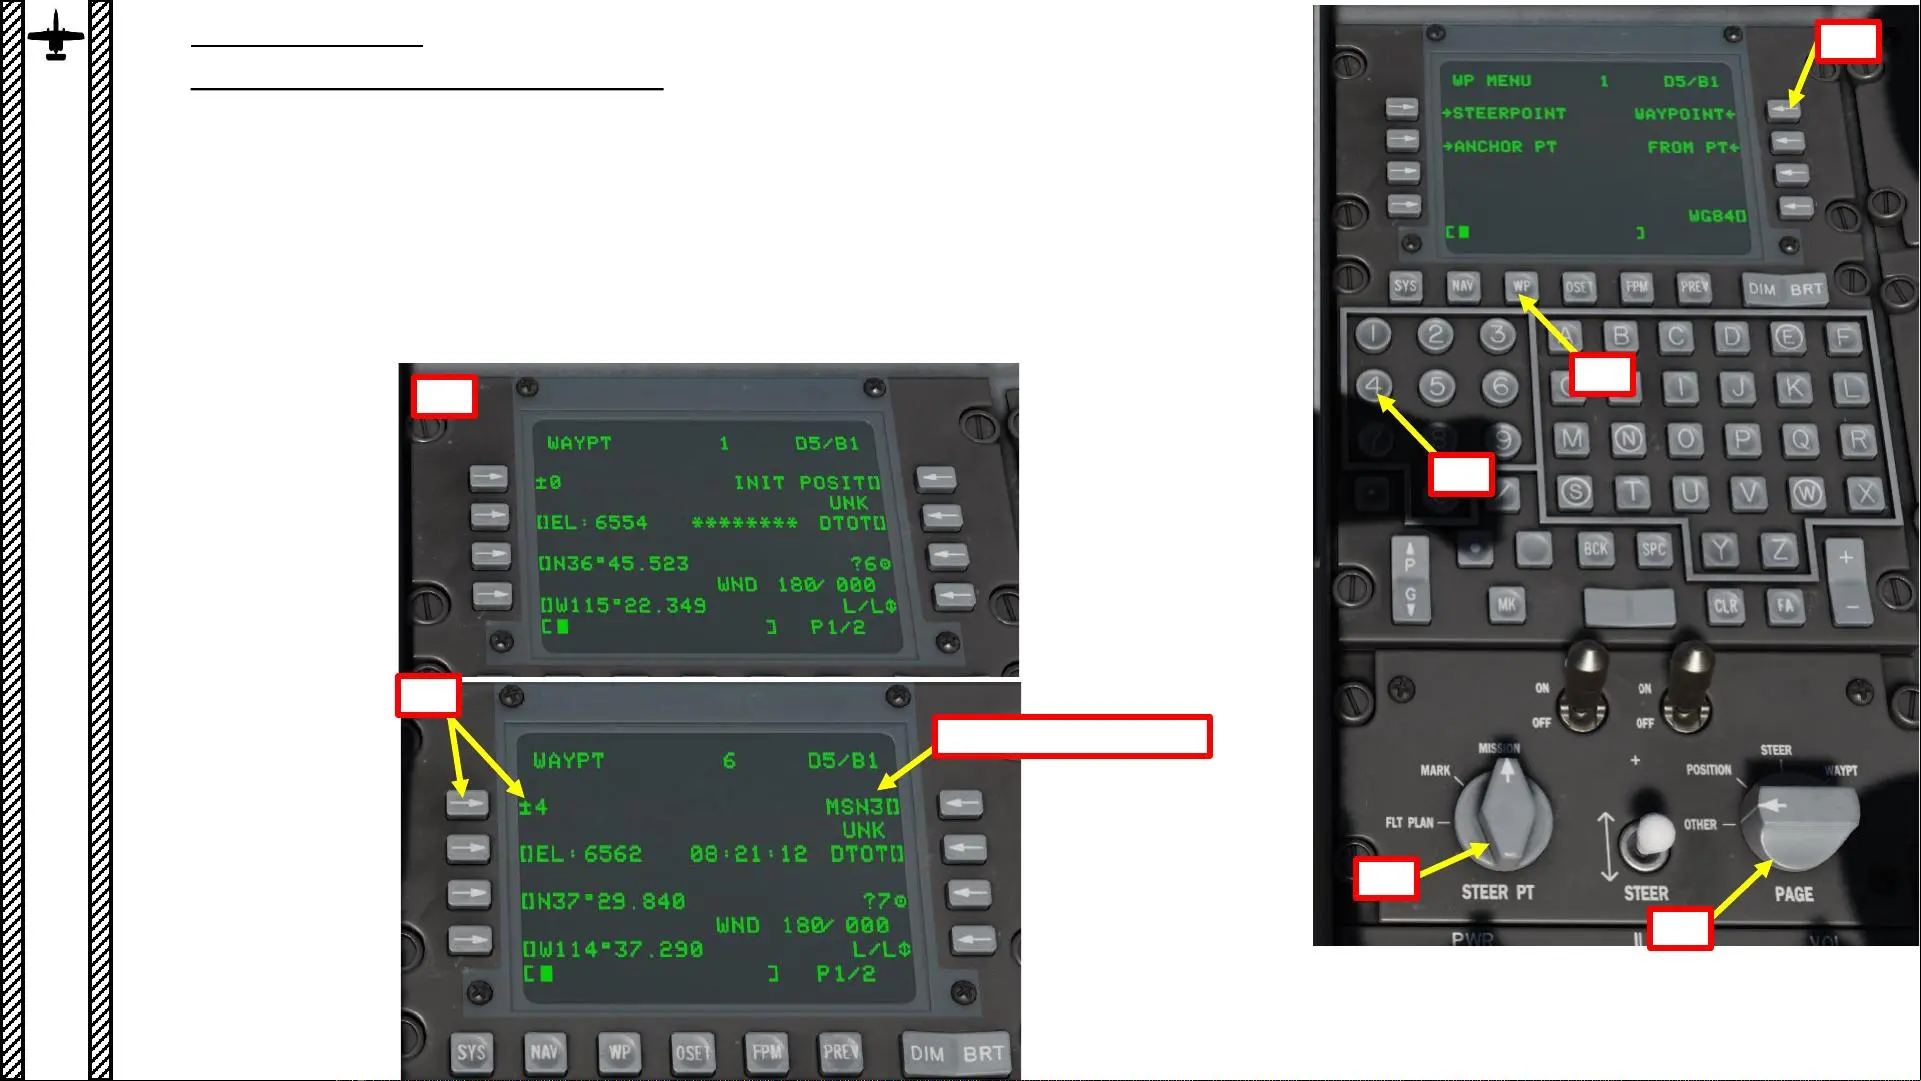 WAYPT 1 D5/B1
±0 INIT POSIT[]
UNK
[]EL:6554 ******** DTOT[]
[]N36°45.523 ?6⊙
WND 180/ 000
[]W115°22.349 L/L
[ ] P1/2
WAYPT 6 D5/B1
±4 MSN3[]
UNK
[]EL:6562 08:21:12 DTOT[]
[]N37°29.840 ?7⊙
WND 180/ 000
[]W114°37.290 L/L
[ ] P1/2
SYS NAV WP OSET FPM PREV DIM BRT
WP MENU 1 D5/B1
→STEERPOINT WAYPOINT←
→ANCHOR PT FROM PT←
WG84[]
[ ]
SYS NAV WP OSET FPM PREV DIM BRT
1 2 3 A B C D E F
4 5 6 I J K L
7 8 9 M N O P Q R
/ S T U V W X
P G BCK SPC Y Z + −
MK CLR FA
ON ON
OFF OFF
MISSION
MARK
FLT PLAN
STEER PT
STEER
STEER
POSITION WAYPT
OTHER
PAGE
PWR VOL